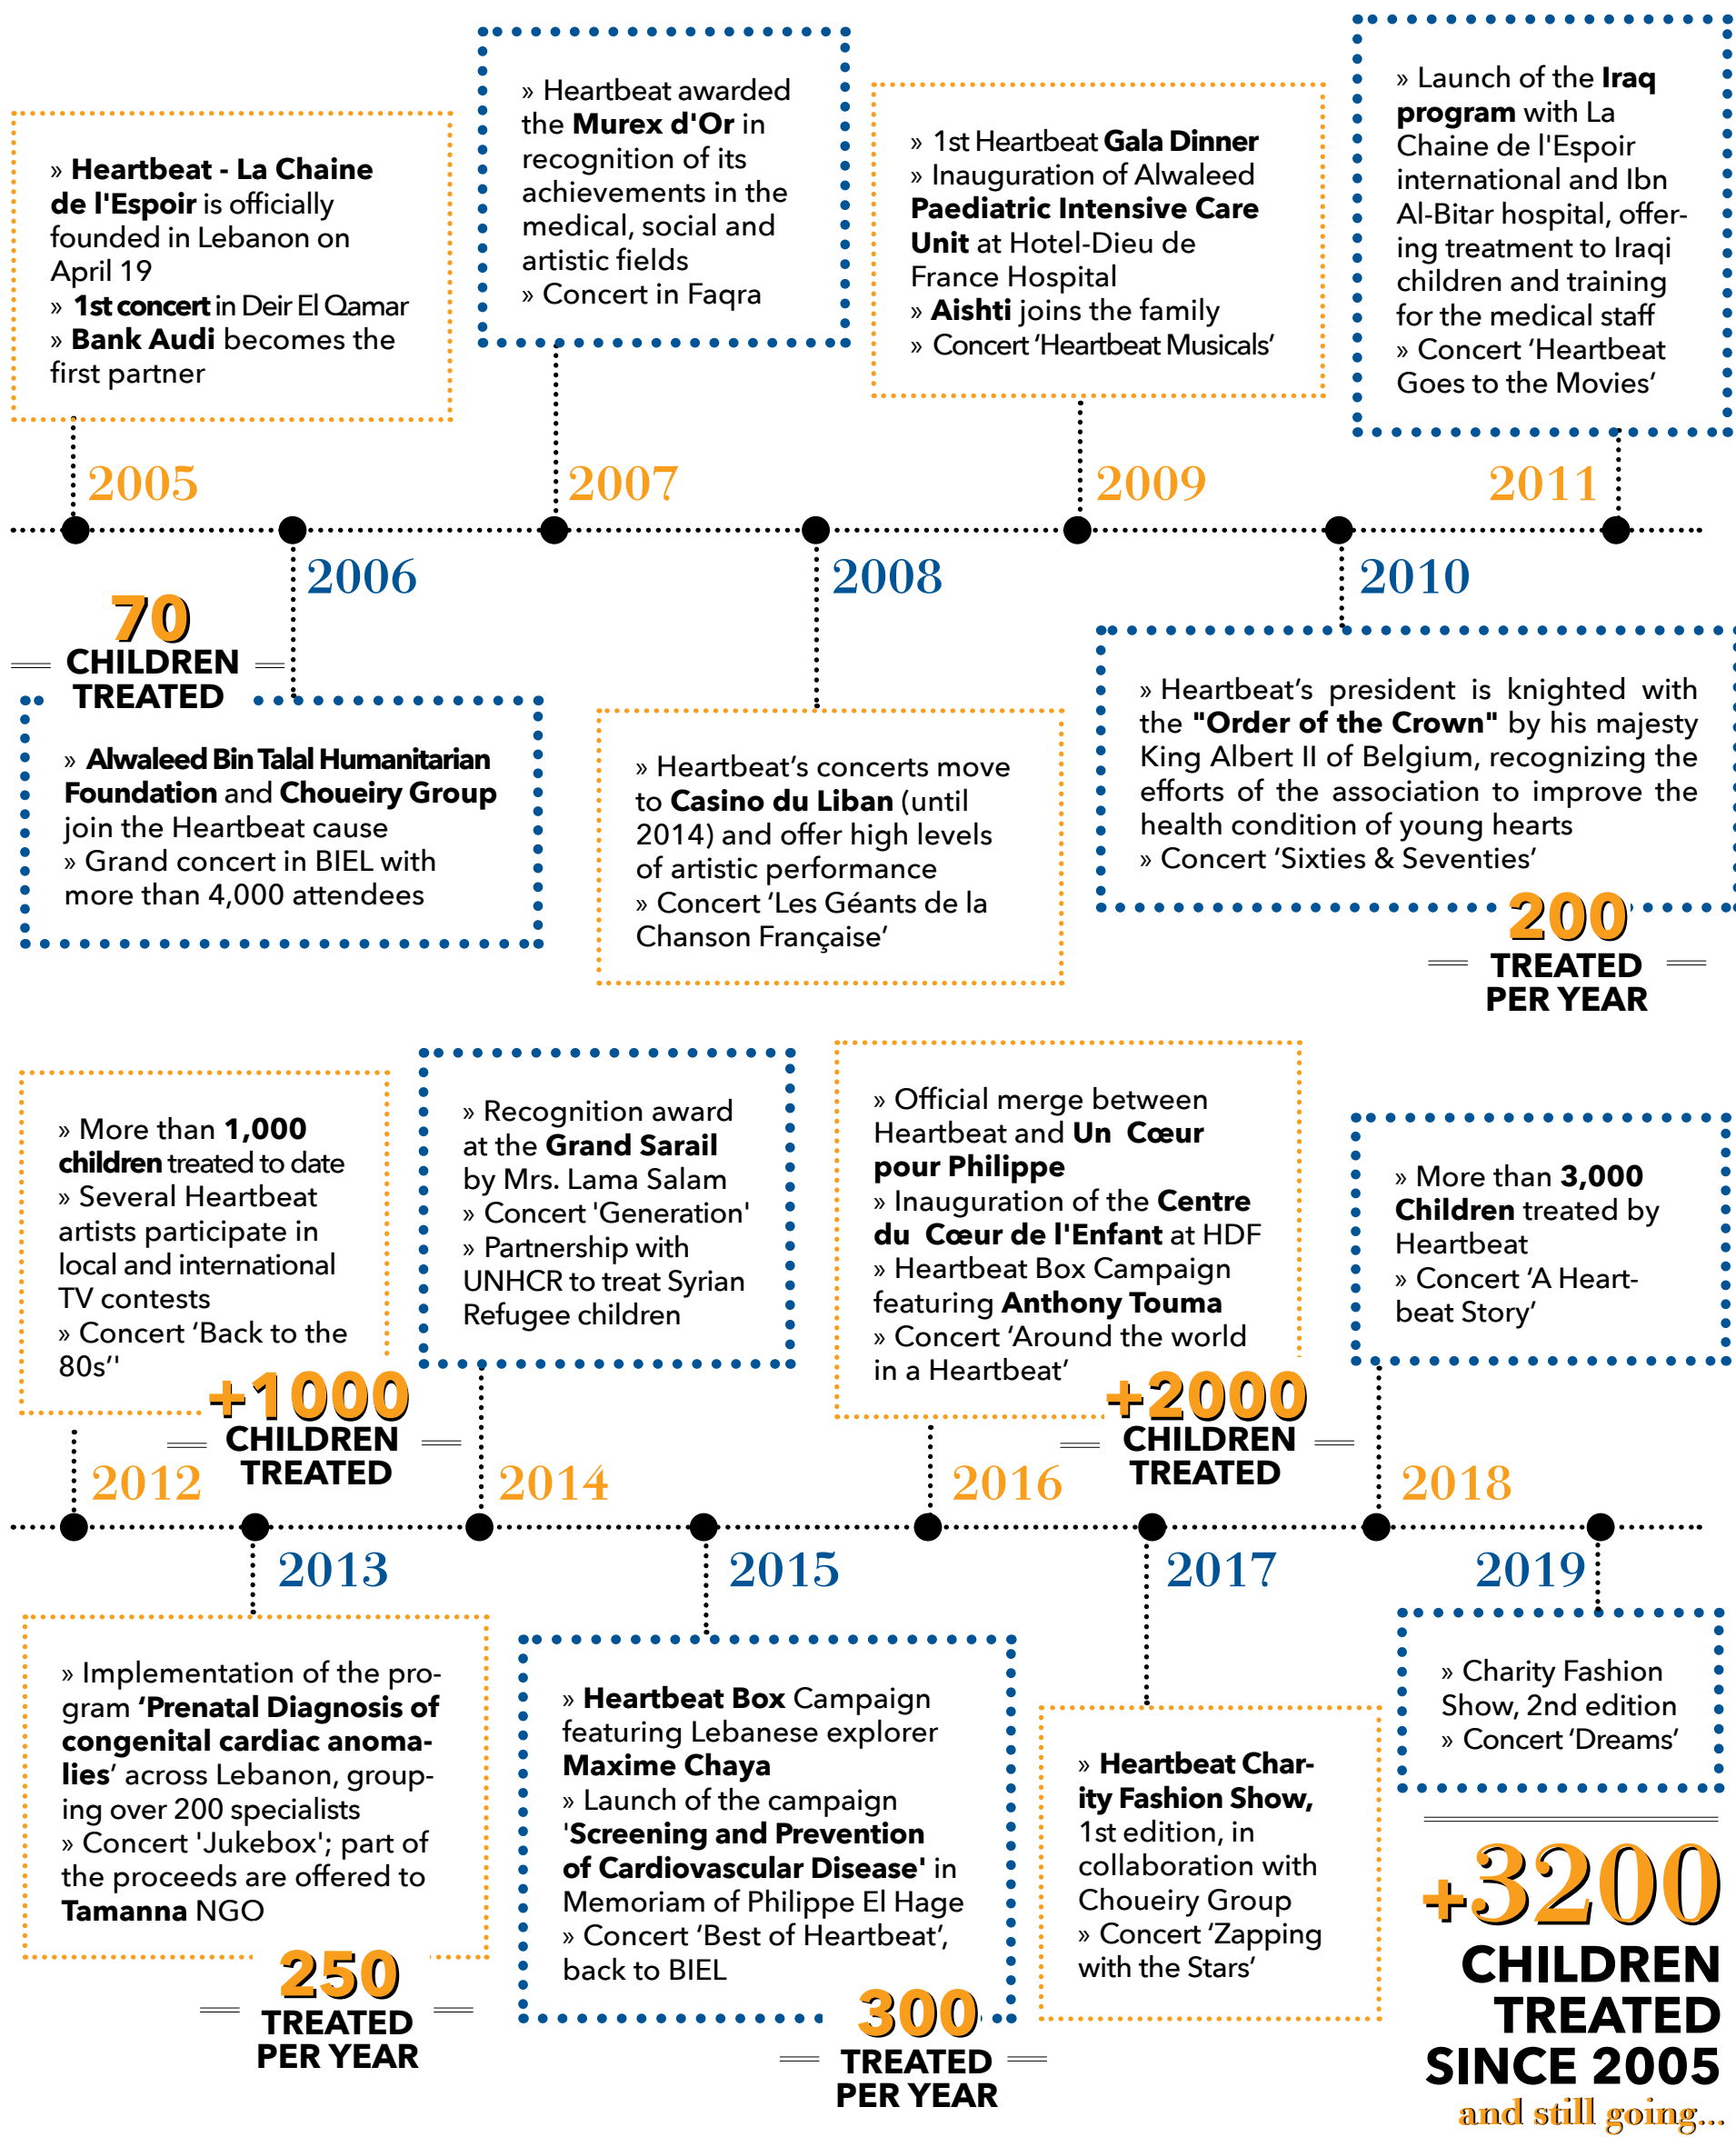 » Heartbeat - La Chaine
de l'Espoir is officially
founded in Lebanon on
April 19
» 1st concert in Deir El Qamar
» Bank Audi becomes the
first partner
2005
» Heartbeat awarded
the Murex d'Or in
recognition of its
achievements in the
medical, social and
artistic fields
» Concert in Faqra
2007
» 1st Heartbeat Gala Dinner
» Inauguration of Alwaleed
Paediatric Intensive Care
Unit at Hotel-Dieu de
France Hospital
» Aishti joins the family
» Concert ‘Heartbeat Musicals’
2009
» Launch of the Iraq
program with La
Chaine de l'Espoir
international and Ibn
Al-Bitar hospital, offer-
ing treatment to Iraqi
children and training
for the medical staff
» Concert ‘Heartbeat
Goes to the Movies’
2011
2006
70
CHILDREN
TREATED
» Alwaleed Bin Talal Humanitarian
Foundation and Choueiry Group
join the Heartbeat cause
» Grand concert in BIEL with
more than 4,000 attendees
2008
» Heartbeat’s concerts move
to Casino du Liban (until
2014) and offer high levels
of artistic performance
» Concert ‘Les Géants de la
Chanson Française’
2010
» Heartbeat’s president is knighted with
the "Order of the Crown" by his majesty
King Albert II of Belgium, recognizing the
efforts of the association to improve the
health condition of young hearts
» Concert ‘Sixties & Seventies’
200
TREATED
PER YEAR
» More than 1,000
children treated to date
» Several Heartbeat
artists participate in
local and international
TV contests
» Concert ‘Back to the
80s’'
+1000
CHILDREN
TREATED
2012
» Recognition award
at the Grand Sarail
by Mrs. Lama Salam
» Concert 'Generation'
» Partnership with
UNHCR to treat Syrian
Refugee children
2014
» Official merge between
Heartbeat and Un Cœur
pour Philippe
» Inauguration of the Centre
du Cœur de l'Enfant at HDF
» Heartbeat Box Campaign
featuring Anthony Touma
» Concert ‘Around the world
in a Heartbeat’
+2000
CHILDREN
TREATED
2016
» More than 3,000
Children treated by
Heartbeat
» Concert ‘A Heart-
beat Story’
2018
2013
» Implementation of the pro-
gram ‘Prenatal Diagnosis of
congenital cardiac anoma-
lies’ across Lebanon, group-
ing over 200 specialists
» Concert 'Jukebox'; part of
the proceeds are offered to
Tamanna NGO
250
TREATED
PER YEAR
2015
» Heartbeat Box Campaign
featuring Lebanese explorer
Maxime Chaya
» Launch of the campaign
'Screening and Prevention
of Cardiovascular Disease' in
Memoriam of Philippe El Hage
» Concert ‘Best of Heartbeat’,
back to BIEL
300
TREATED
PER YEAR
2017
» Heartbeat Char-
ity Fashion Show,
1st edition, in
collaboration with
Choueiry Group
» Concert ‘Zapping
with the Stars’
2019
» Charity Fashion
Show, 2nd edition
» Concert ‘Dreams’
+3200
CHILDREN
TREATED
SINCE 2005
and still going...